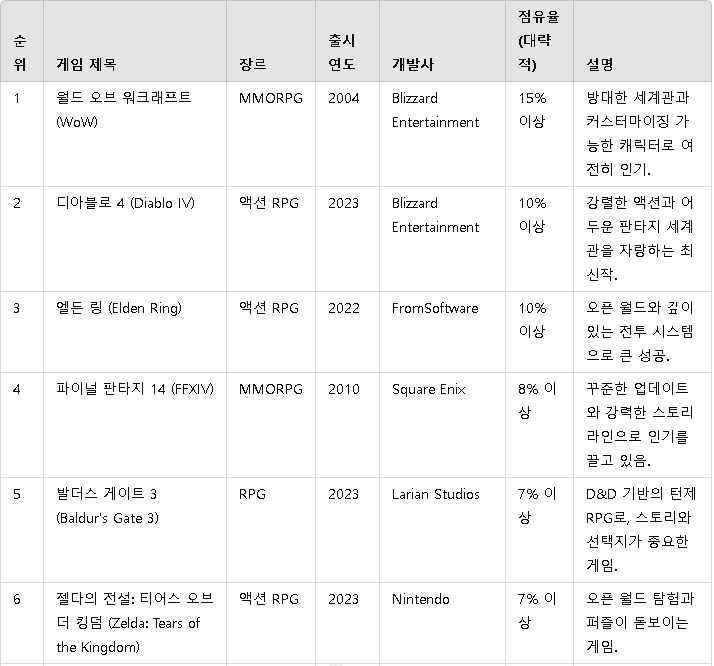 순위 게임 제목 장르 출시 연도 개발사 점유율 (대략적) 설명
1 월드 오브 워크래프트 (WoW) MMORPG 2004 Blizzard Entertainment 15% 이상 방대한 세계관과 커스터마이징 가능한 캐릭터로 여전히 인기.
2 디아블로 4 (Diablo IV) 액션 RPG 2023 Blizzard Entertainment 10% 이상 강렬한 액션과 어두운 판타지 세계관을 자랑하는 최신작.
3 엘든 링 (Elden Ring) 액션 RPG 2022 FromSoftware 10% 이상 오픈 월드와 깊이 있는 전투 시스템으로 큰 성공.
4 파이널 판타지 14 (FFXIV) MMORPG 2010 Square Enix 8% 이상 꾸준한 업데이트와 강력한 스토리라인으로 인기를 끌고 있음.
5 발더스 게이트 3 (Baldur's Gate 3) RPG 2023 Larian Studios 7% 이상 D&D 기반의 턴제 RPG로, 스토리와 선택지가 중요한 게임.
6 젤다의 전설: 티어스 오브 더 킹덤 (Zelda: Tears of the Kingdom) 액션 RPG 2023 Nintendo 7% 이상 오픈 월드 탐험과 퍼즐이 돋보이는 게임.